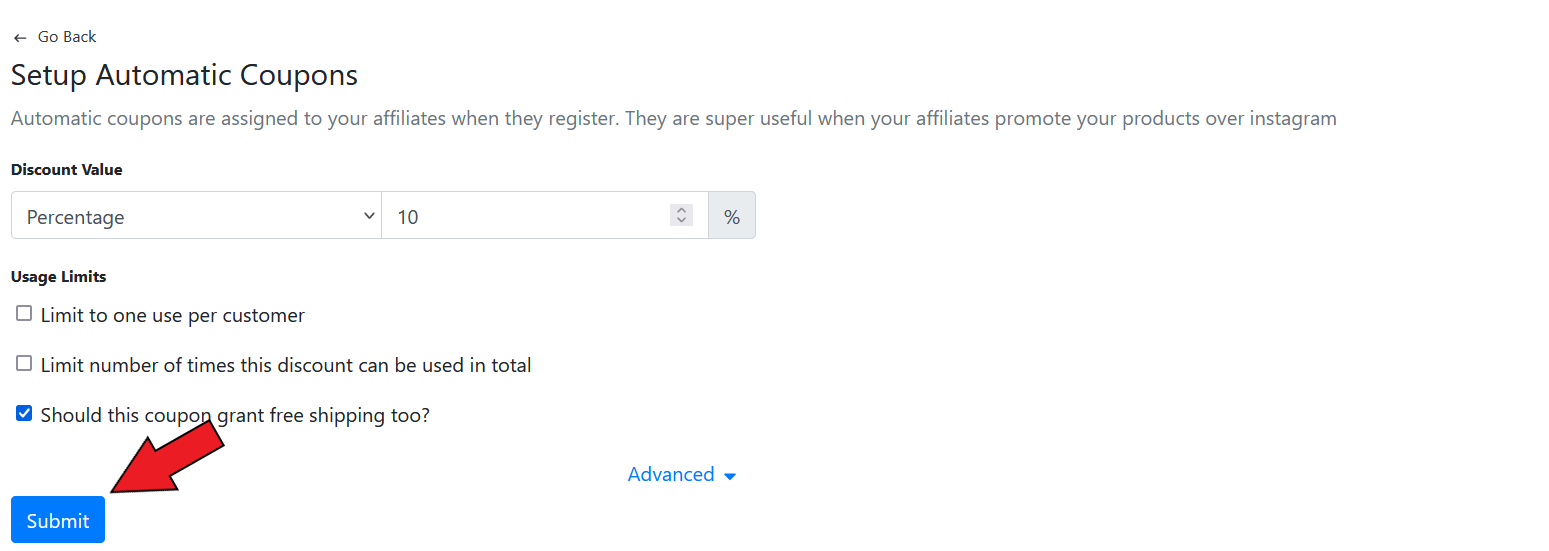 ← Go Back
Setup Automatic Coupons
Automatic coupons are assigned to your affiliates when they register. They are super useful when your affiliates promote your products over instagram
Discount Value
Percentage 10 %
Usage Limits
Limit to one use per customer
Limit number of times this discount can be used in total
Should this coupon grant free shipping too?
Advanced
Submit